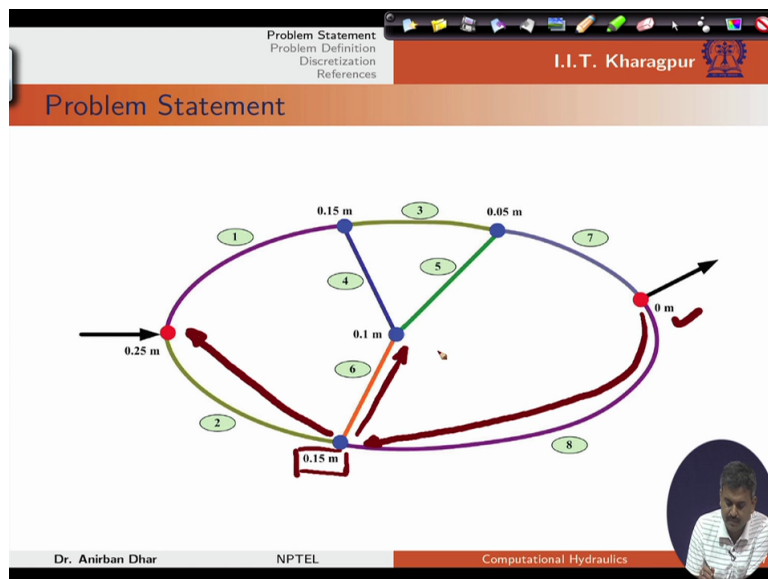 Problem Statement
Problem Definition
Discretization
References
I.I.T. Kharagpur
Problem Statement
0.15 m
3
0.05 m
1
7
4
5
0 m
0.1 m
0.25 m
6
2
8
0.15 m
Dr. Anirban Dhar
NPTEL
Computational Hydraulics